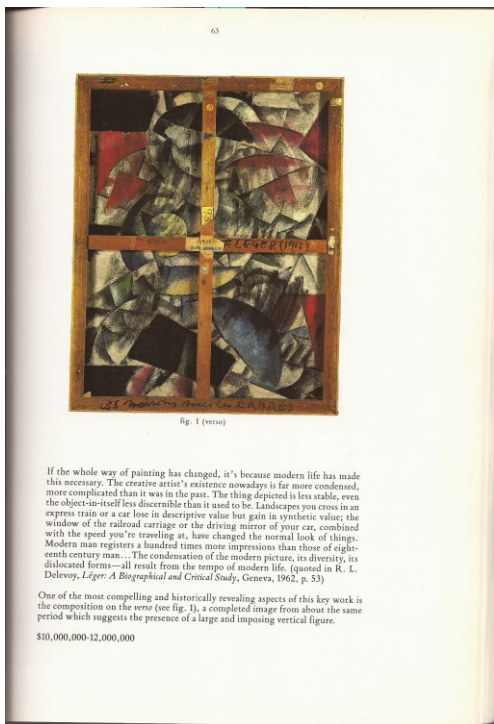 63
F LEGER (1912)
fig. 1 (verso)
If the whole way of painting has changed, it's because modern life has made
this necessary. The creative artist's existence nowadays is far more condensed,
more complicated than it was in the past. The thing depicted is less stable, even
the object-in-itself less discernible than it used to be. Landscapes you cross in an
express train or a car lose in descriptive value but gain in synthetic value; the
window of the railroad carriage or the driving mirror of your car, combined
with the speed you're traveling at, have changed the normal look of things.
Modern man registers a hundred times more impressions than those of eight-
eenth century man... The condensation of the modern picture, its diversity, its
dislocated forms—all result from the tempo of modern life. (quoted in R. L.
Delevoy, Léger: A Biographical and Critical Study, Geneva, 1962, p. 53)
One of the most compelling and historically revealing aspects of this key work is
the composition on the verso (see fig. 1), a completed image from about the same
period which suggests the presence of a large and imposing vertical figure.
$10,000,000-12,000,000